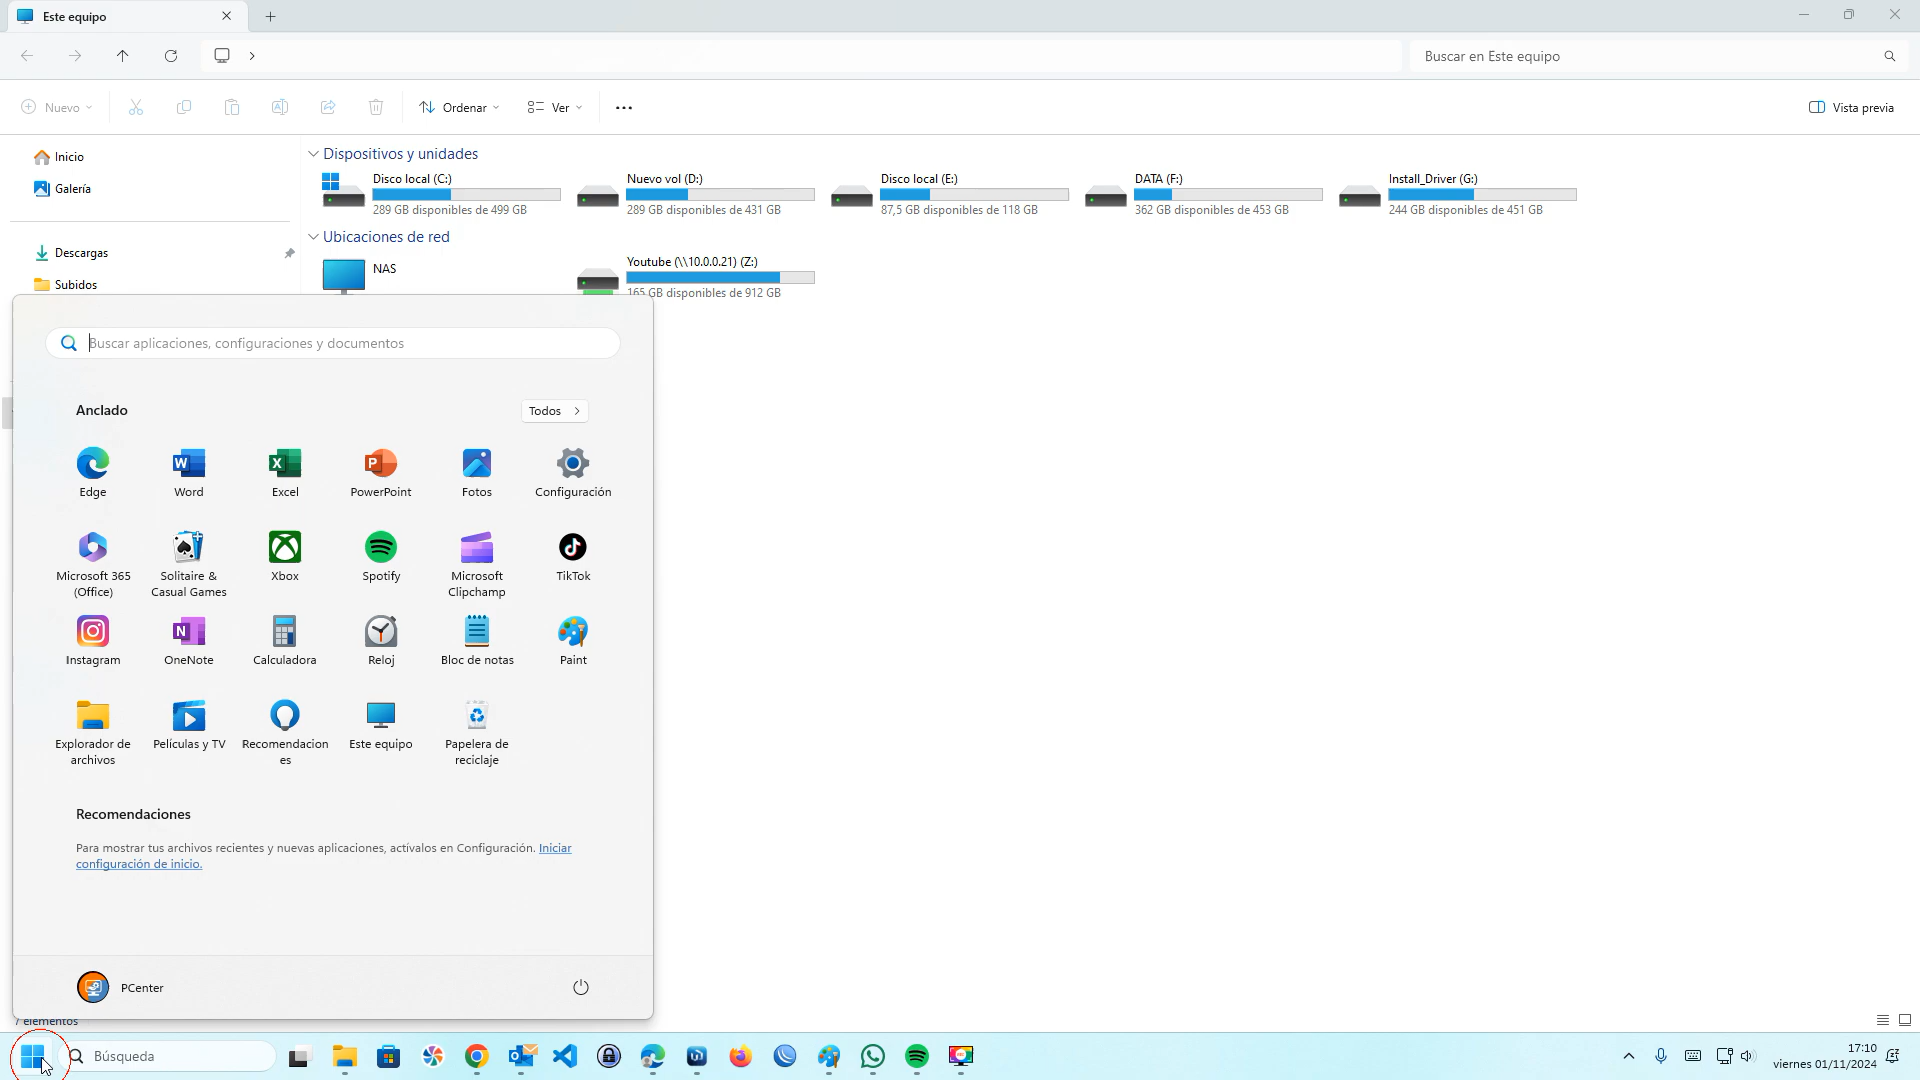 Este equipo
Buscar en Este equipo
Nuevo
Ordenar
Ver
Vista previa
Inicio
Galería
Descargas
Subidos
Dispositivos y unidades
Disco local (C:)
289 GB disponibles de 499 GB
Nuevo vol (D:)
289 GB disponibles de 431 GB
Disco local (E:)
87,5 GB disponibles de 118 GB
DATA (F:)
362 GB disponibles de 453 GB
Install_Driver (G:)
244 GB disponibles de 451 GB
Ubicaciones de red
NAS
Youtube (\\10.0.0.21) (Z:)
165 GB disponibles de 912 GB
Buscar aplicaciones, configuraciones y documentos
Anclado
Todos
Edge
Word
Excel
PowerPoint
Fotos
Configuración
Microsoft 365
(Office)
Solitaire &
Casual Games
Xbox
Spotify
Microsoft
Clipchamp
TikTok
Instagram
OneNote
Calculadora
Reloj
Bloc de notas
Paint
Explorador de
archivos
Películas y TV
Recomendacion
es
Este equipo
Papelera de
reciclaje
Recomendaciones
Para mostrar tus archivos recientes y nuevas aplicaciones, actívalos en Configuración. Iniciar
configuración de inicio.
PCenter
7 elementos
Búsqueda
17:10
viernes 01/11/2024